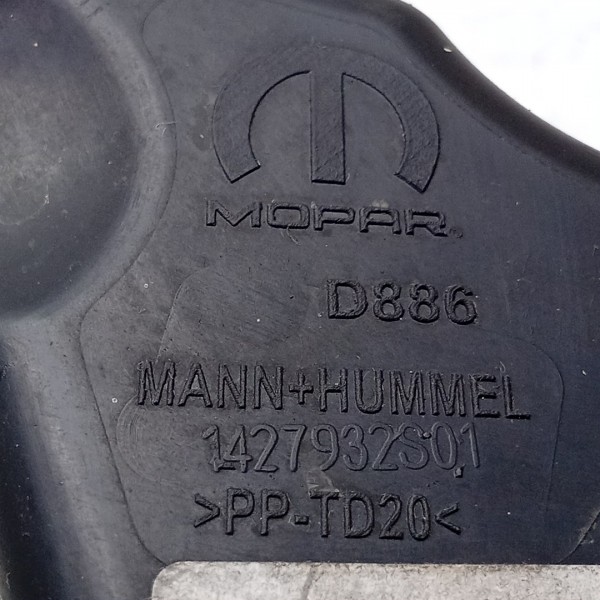 MOPAR®
D886
MANN+HUMMEL
1427932S01
>PP-TD20<